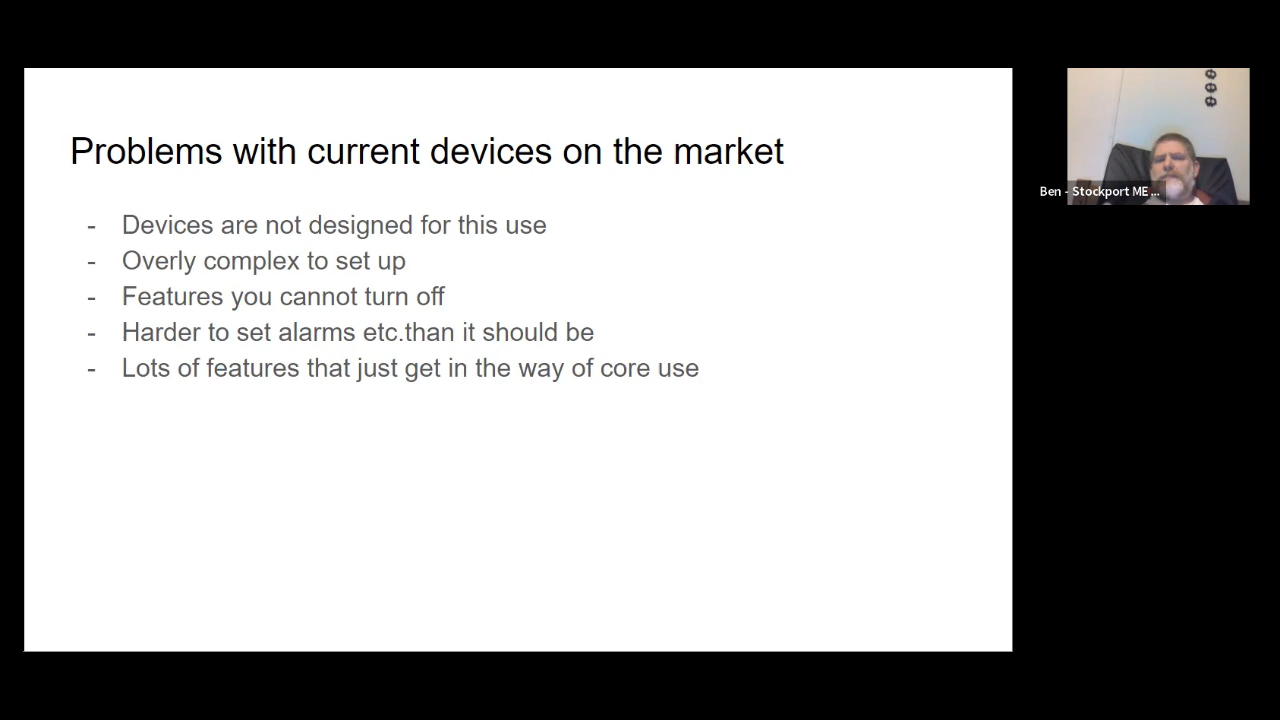 Problems with current devices on the market
- Devices are not designed for this use
- Overly complex to set up
- Features you cannot turn off
- Harder to set alarms etc.than it should be
- Lots of features that just get in the way of core use
Ben - Stockport ME ...